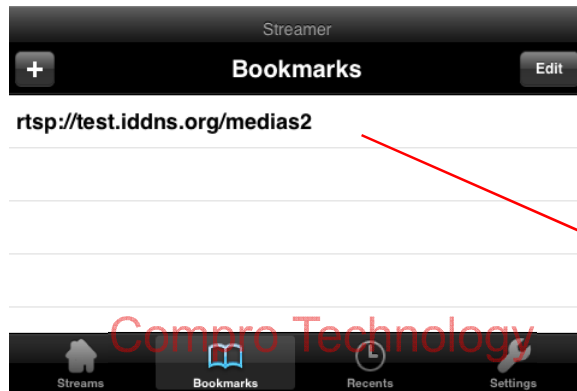 Streamer
+ Bookmarks Edit
rtsp://test.iddns.org/medias2
Compro Technology
Streams Bookmarks Recents Settings